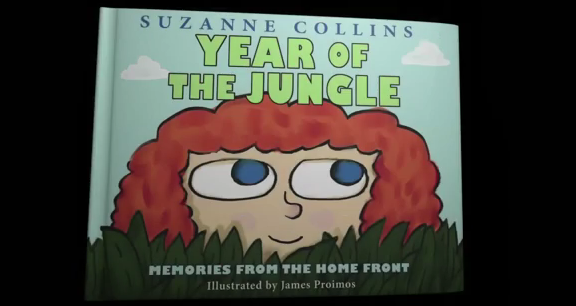 SUZANNE COLLINS
YEAR OF
THE JUNGLE
MEMORIES FROM THE HOME FRONT
Illustrated by James Proimos